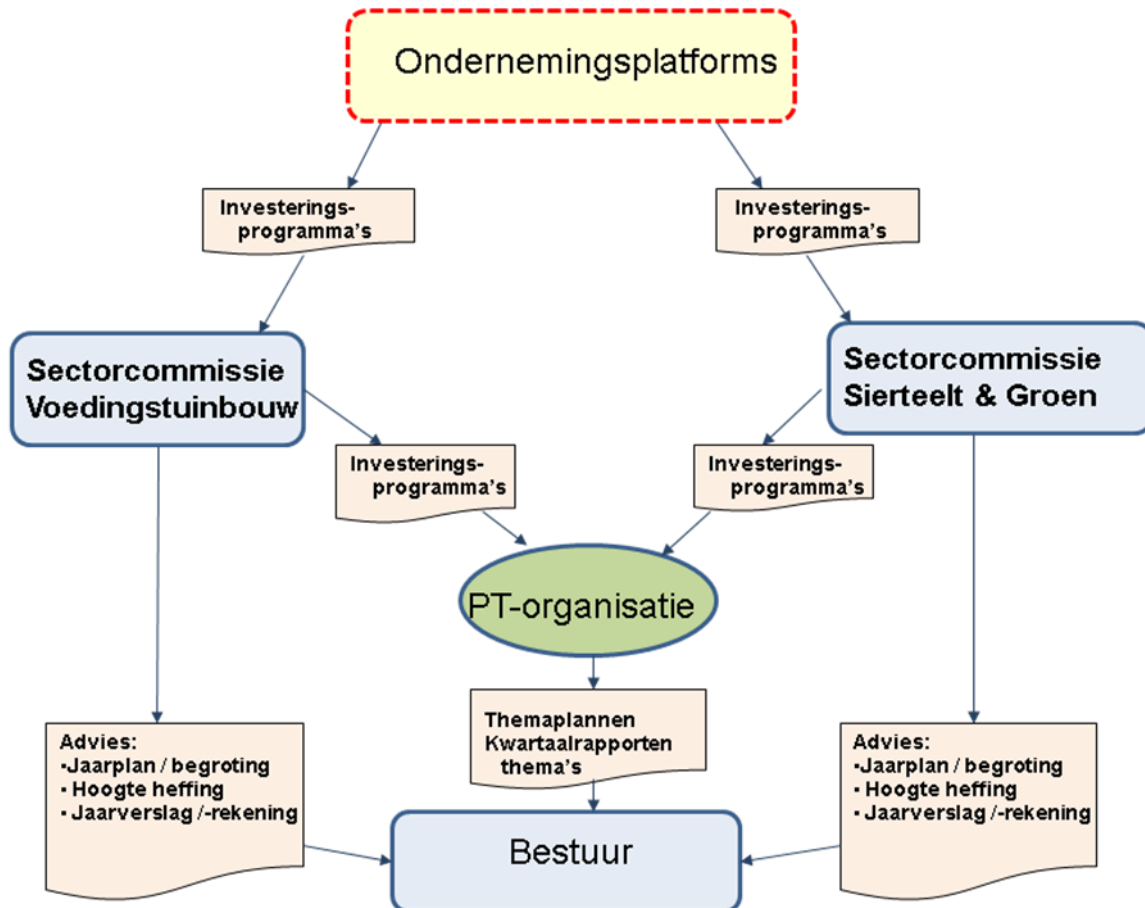 Ondernemingsplatforms
Investerings-
programma's
Investerings-
programma's
Sectorcommissie
Voedingstuinbouw
Sectorcommissie
Sierteelt & Groen
Investerings-
programma's
Investerings-
programma's
PT-organisatie
Themaplannen
Kwartaalrapporten
thema's
Advies:
▪Jaarplan / begroting
▪ Hoogte heffing
▪ Jaarverslag /-rekening
Advies:
▪Jaarplan / begroting
▪ Hoogte heffing
▪ Jaarverslag /-rekening
Bestuur